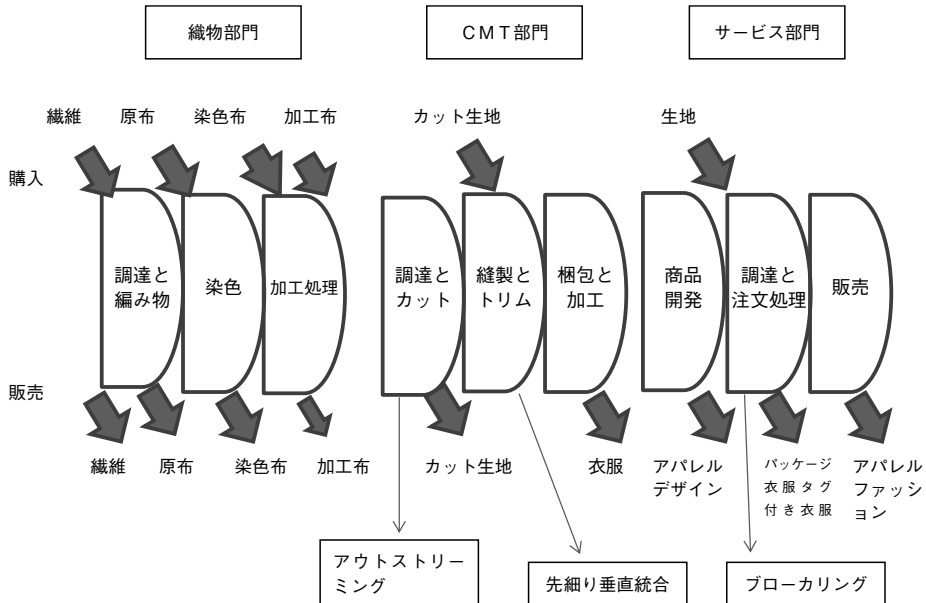 織物部門
ＣＭＴ部門
サービス部門
繊維
原布
染色布
加工布
カット生地
生地
購入
調達と
編み物
染色
加工処理
調達と
カット
縫製と
トリム
梱包と
加工
商品
開発
調達と
注文処理
販売
販売
繊維
原布
染色布
加工布
カット生地
衣服
アパレル
デザイン
パッケージ
衣服タグ
付き衣服
アパレル
ファッシ
ョン
アウトストリー
ミング
先細り垂直統合
ブローカリング